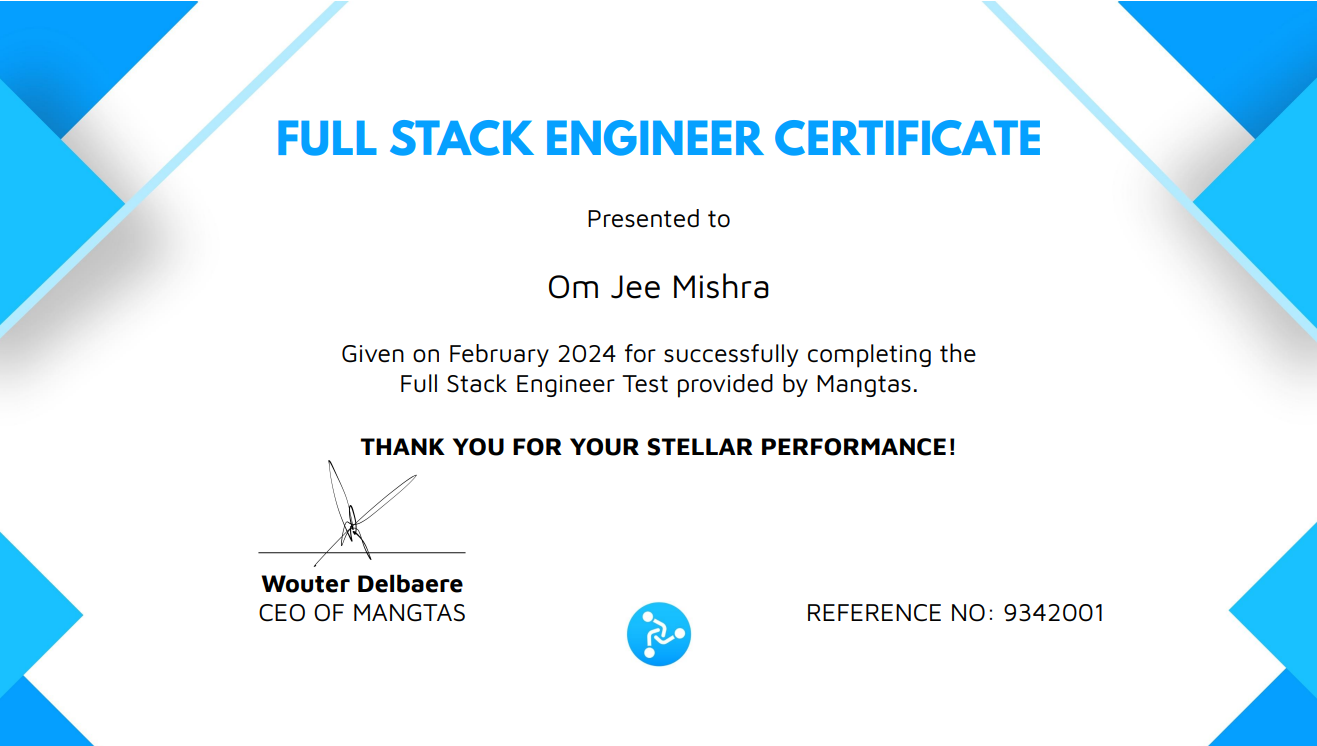 FULL STACK ENGINEER CERTIFICATE
Presented to
Om Jee Mishra
Given on February 2024 for successfully completing the
Full Stack Engineer Test provided by Mangtas.
THANK YOU FOR YOUR STELLAR PERFORMANCE!
Wouter Delbaere
CEO OF MANGTAS
REFERENCE NO: 9342001